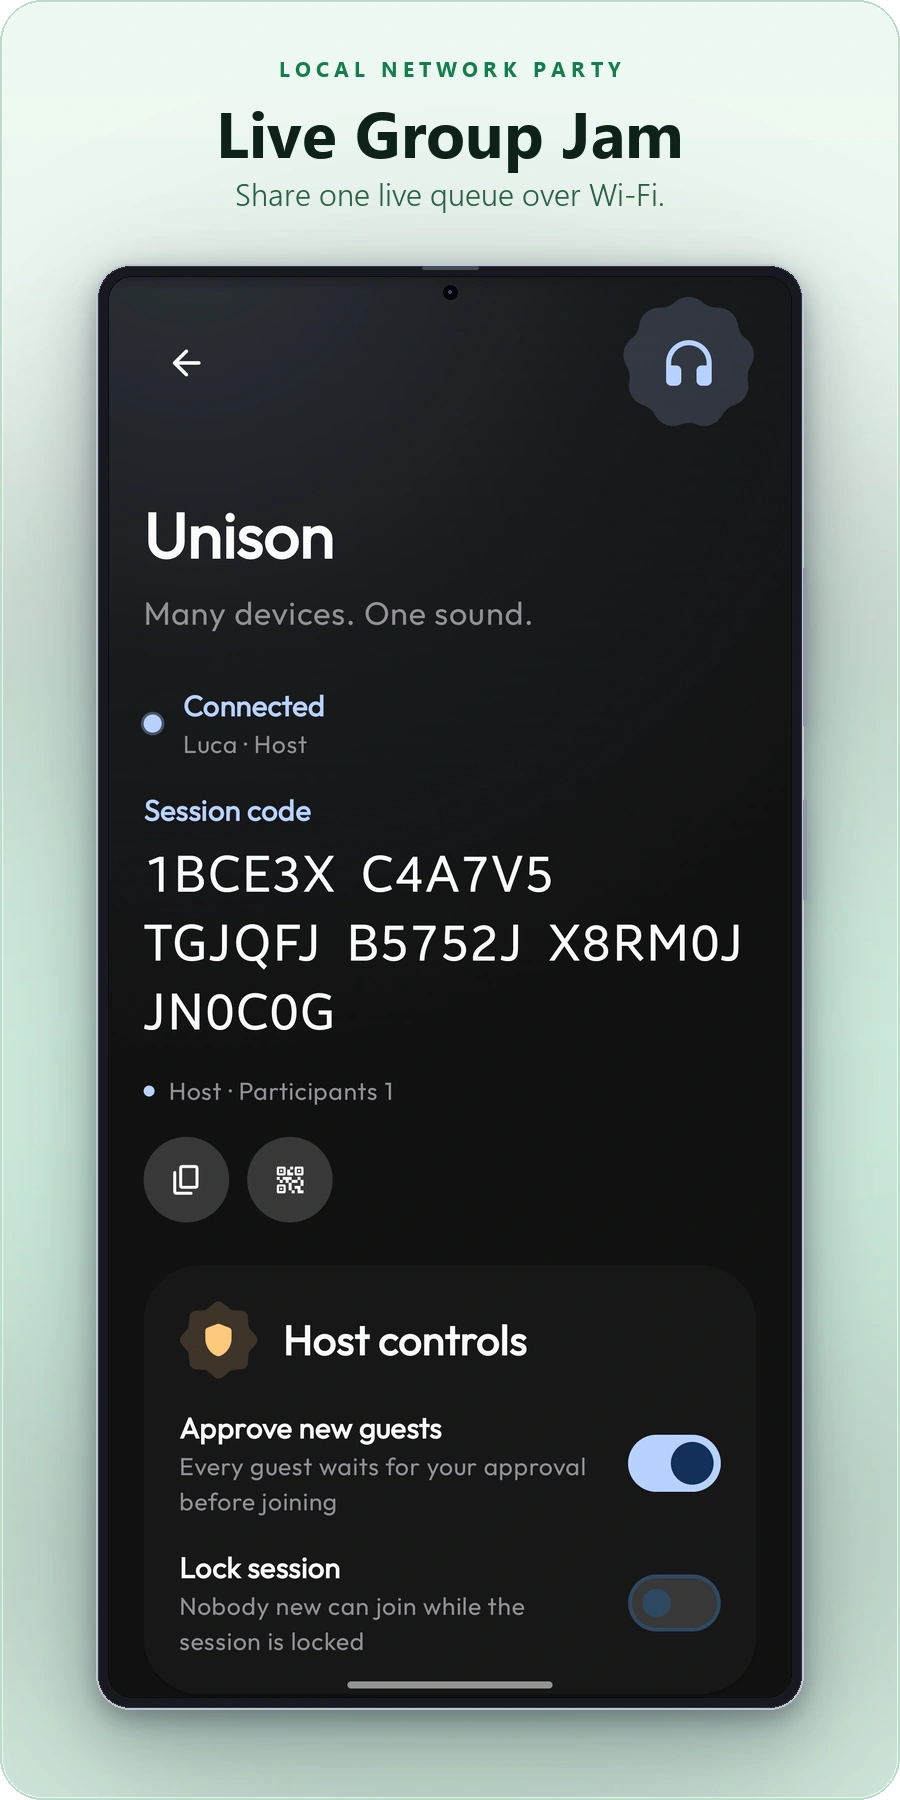 LOCAL NETWORK PARTY
Live Group Jam
Share one live queue over Wi-Fi.
Unison
Many devices. One sound.
Connected
Luca · Host
Session code
1BCE3X C4A7V5
TGJQFJ B5752J X8RM0J
JN0C0G
Host · Participants 1
Host controls
Approve new guests
Every guest waits for your approval
before joining
Lock session
Nobody new can join while the
session is locked